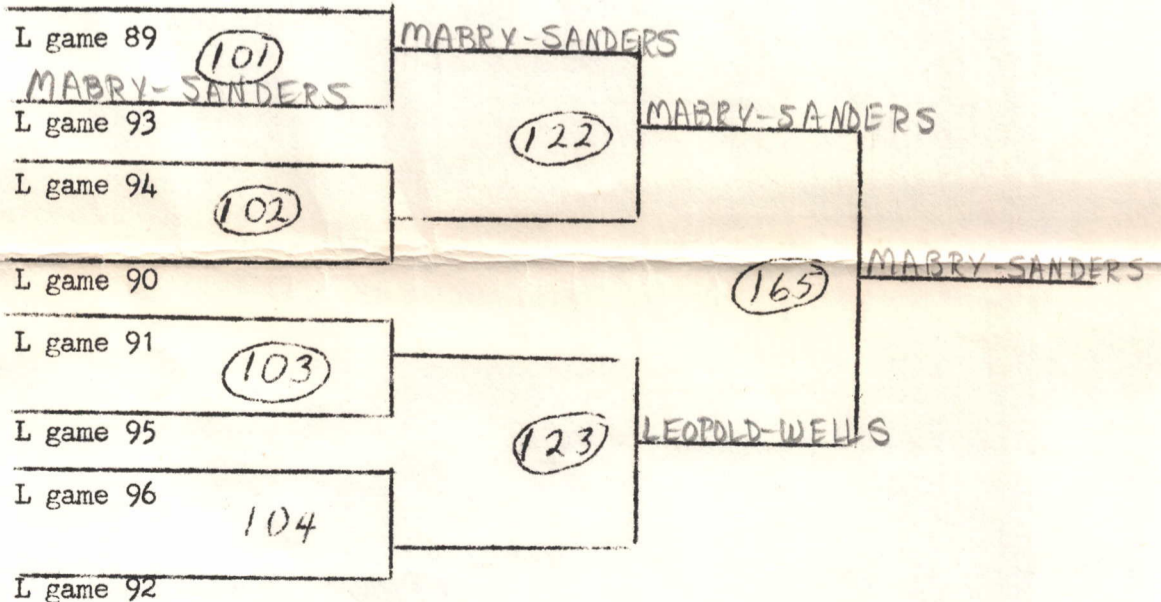 L game 89
101
MABRY-SANDERS
MABRY-SANDERS
L game 93
MABRY-SANDERS
122
L game 94
102
L game 90
MABRY-SANDERS
165
L game 91
103
L game 95
LEOPOLD-WELLS
123
L game 96
104
L game 92